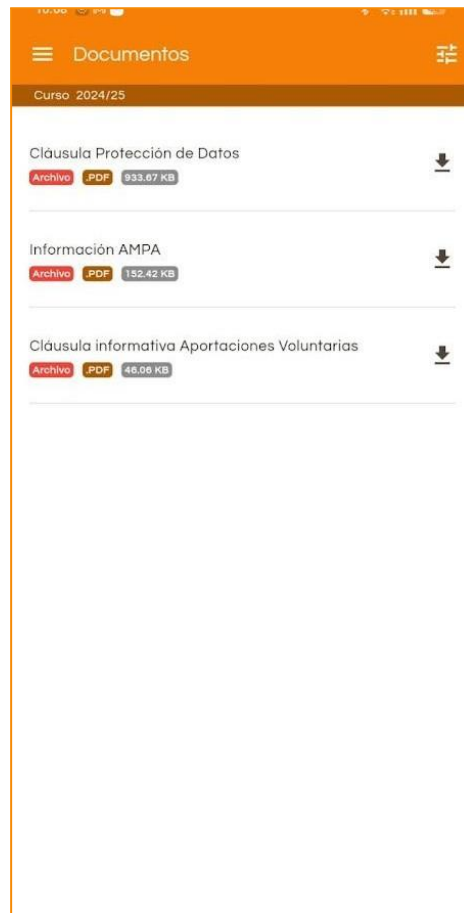 Documentos
Curso 2024/25
Cláusula Protección de Datos
Archivo .PDF 933.67 KB
Información AMPA
Archivo .PDF 152.42 KB
Cláusula informativa Aportaciones Voluntarias
Archivo .PDF 46.06 KB